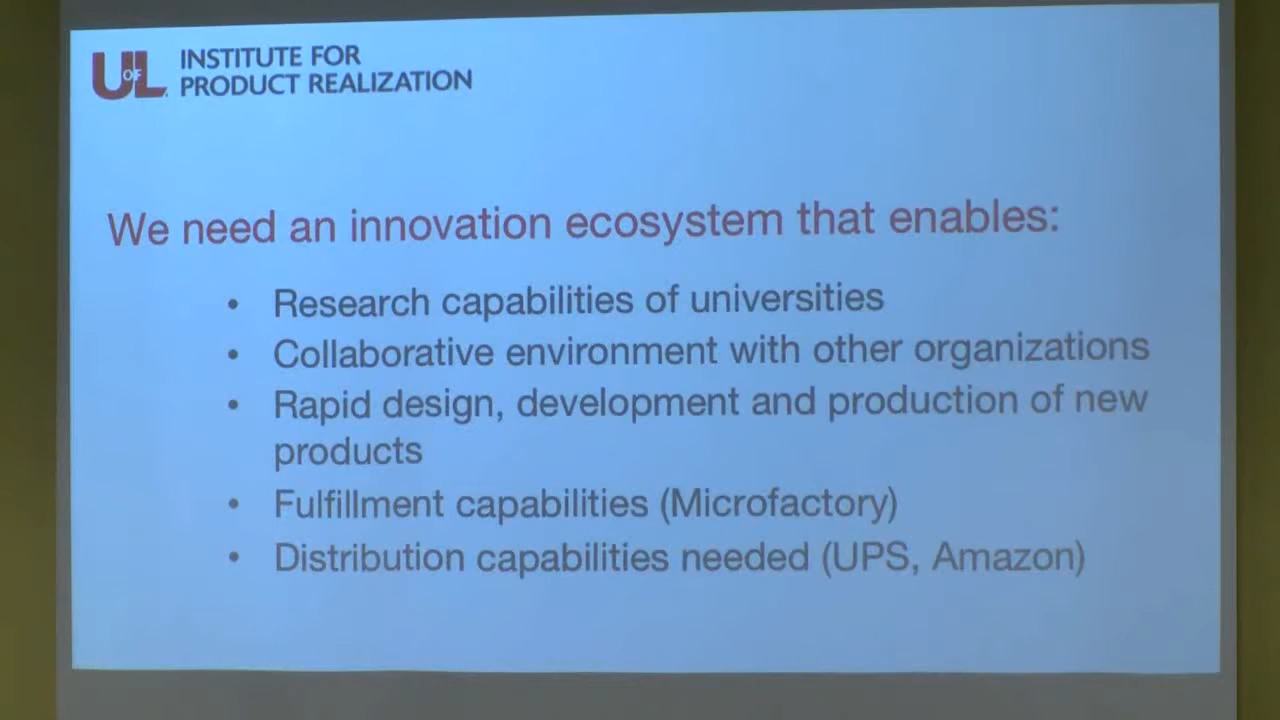 UOFL
INSTITUTE FOR
PRODUCT REALIZATION
We need an innovation ecosystem that enables:
• Research capabilities of universities
• Collaborative environment with other organizations
• Rapid design, development and production of new
products
• Fulfillment capabilities (Microfactory)
• Distribution capabilities needed (UPS, Amazon)